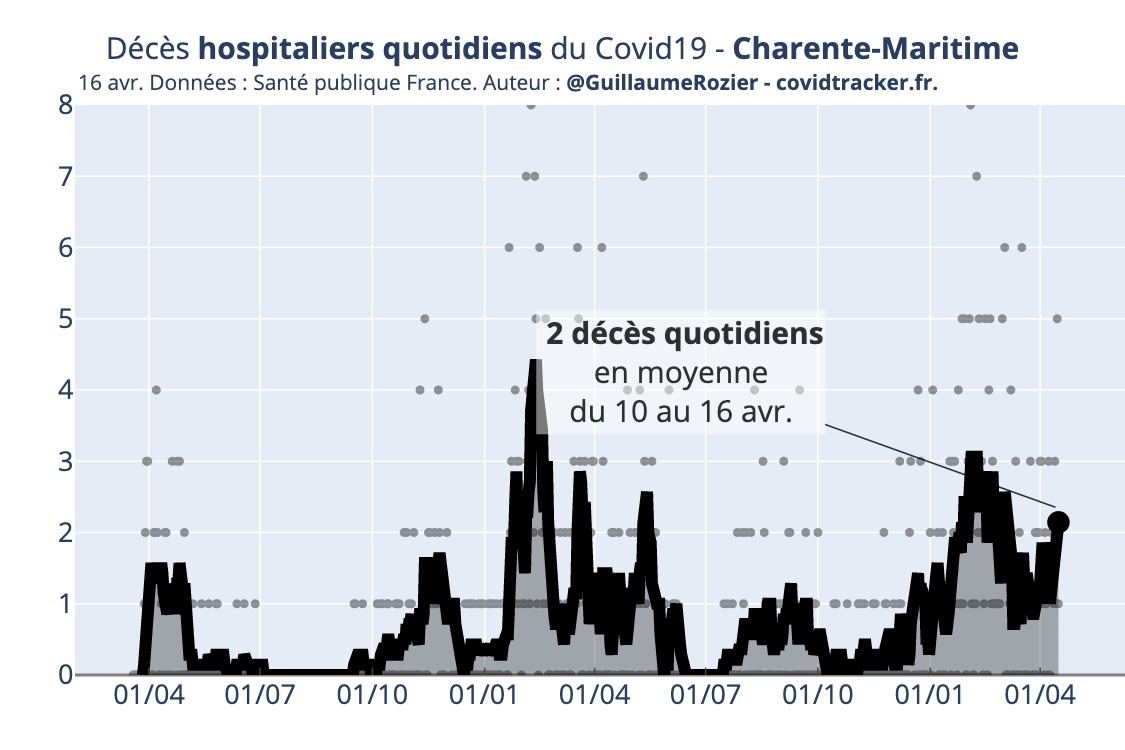 Décès hospitaliers quotidiens du Covid19 - Charente-Maritime
16 avr. Données : Santé publique France. Auteur : @GuillaumeRozier - covidtracker.fr.
8
7
6
5
2 décès quotidiens
en moyenne
4
du 10 au 16 avr.
3
2
1
0
01/04 01/07 01/10 01/01 01/04 01/07 01/10 01/01 01/04